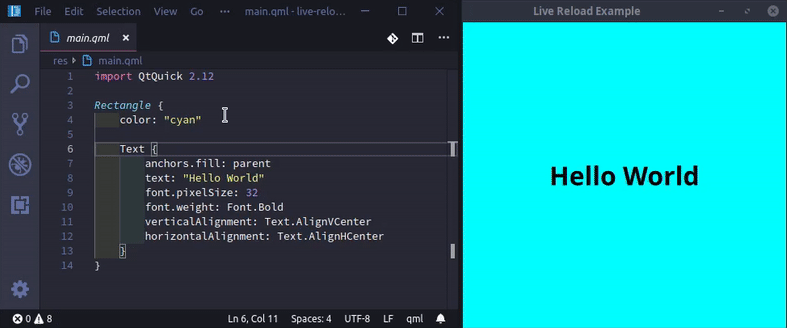 File Edit Selection View Go ··· main.qml - live-relo...
Live Reload Example
main.qml
res main.qml
1 import QtQuick 2.12
2
3 Rectangle {
4 color: "cyan"
5
6 Text {
7 anchors.fill: parent
8 text: "Hello World"
9 font.pixelSize: 32
10 font.weight: Font.Bold
11 verticalAlignment: Text.AlignVCenter
12 horizontalAlignment: Text.AlignHCenter
13 }
14 }
Hello World
0 8 Ln 6, Col 11 Spaces: 4 UTF-8 LF qml